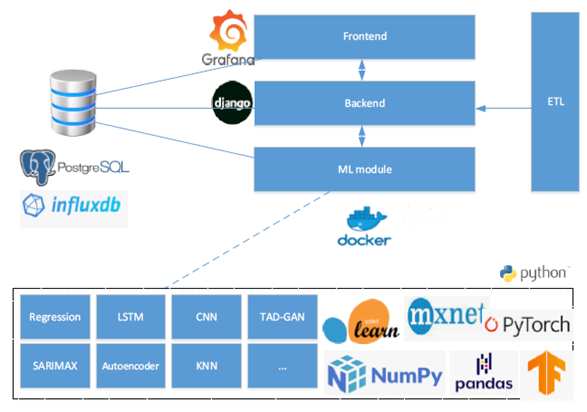 Grafana
Frontend
django
Backend
ETL
PostgreSQL
influxdb
ML module
docker
python
Regression
LSTM
CNN
TAD-GAN
learn
mxnet
PyTorch
SARIMAX
Autoencoder
KNN
...
NumPy
pandas